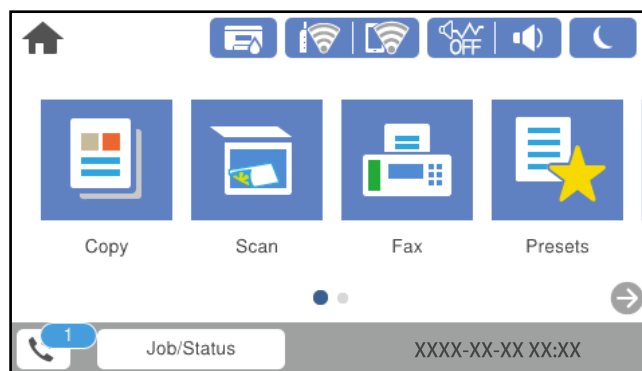 OFF
Copy
Scan
Fax
Presets
1
Job/Status
XXXX-XX-XX XX:XX